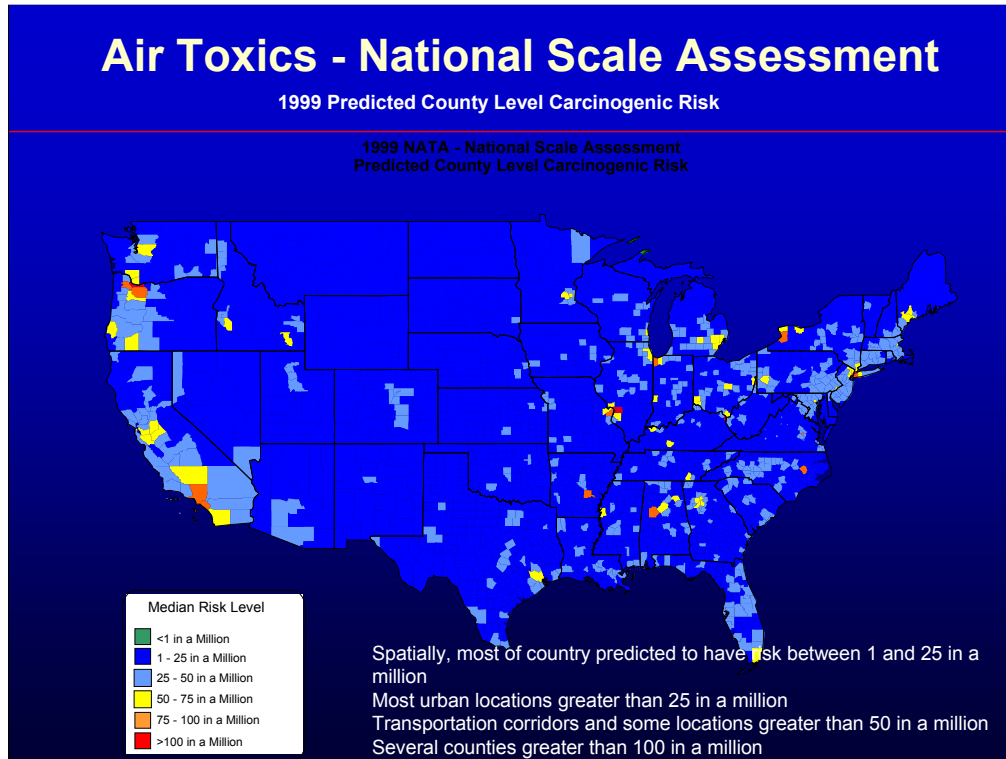 Air Toxics - National Scale Assessment
1999 Predicted County Level Carcinogenic Risk
1999 NATA - National Scale Assessment
Predicted County Level Carcinogenic Risk
Median Risk Level
<1 in a Million
1 - 25 in a Million
25 - 50 in a Million
50 - 75 in a Million
75 - 100 in a Million
>100 in a Million
Spatially, most of country predicted to have risk between 1 and 25 in a
million
Most urban locations greater than 25 in a million
Transportation corridors and some locations greater than 50 in a million
Several counties greater than 100 in a million